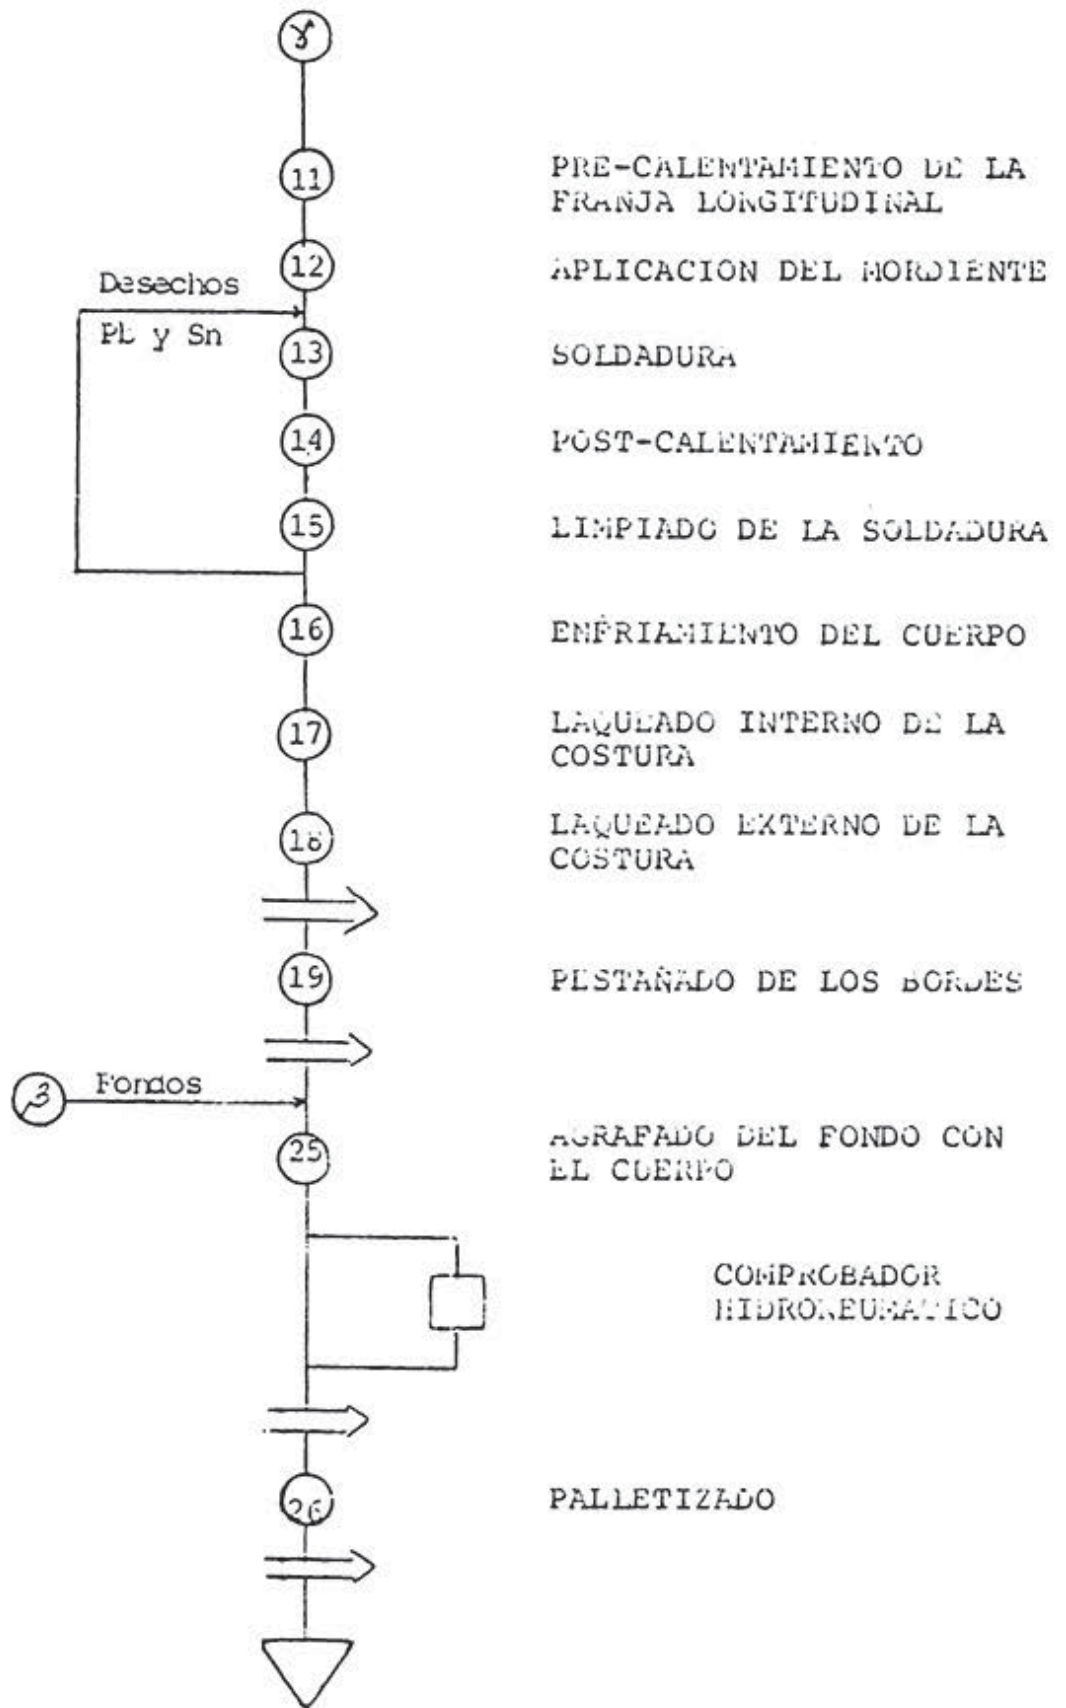 γ
11
PRE-CALENTAMIENTO DE LA
FRANJA LONGITUDINAL
12
APLICACION DEL MORDIENTE
Desechos
Pb y Sn
13
SOLDADURA
14
POST-CALENTAMIENTO
15
LIMPIADO DE LA SOLDADURA
16
ENFRIAMIENTO DEL CUERPO
17
LAQUEADO INTERNO DE LA
COSTURA
18
LAQUEADO EXTERNO DE LA
COSTURA
19
PESTAÑADO DE LOS BORDES
Fondos
25
AGRAFADO DEL FONDO CON
EL CUERPO
COMPROBADOR
HIDRONEUMATICO
26
PALLETIZADO